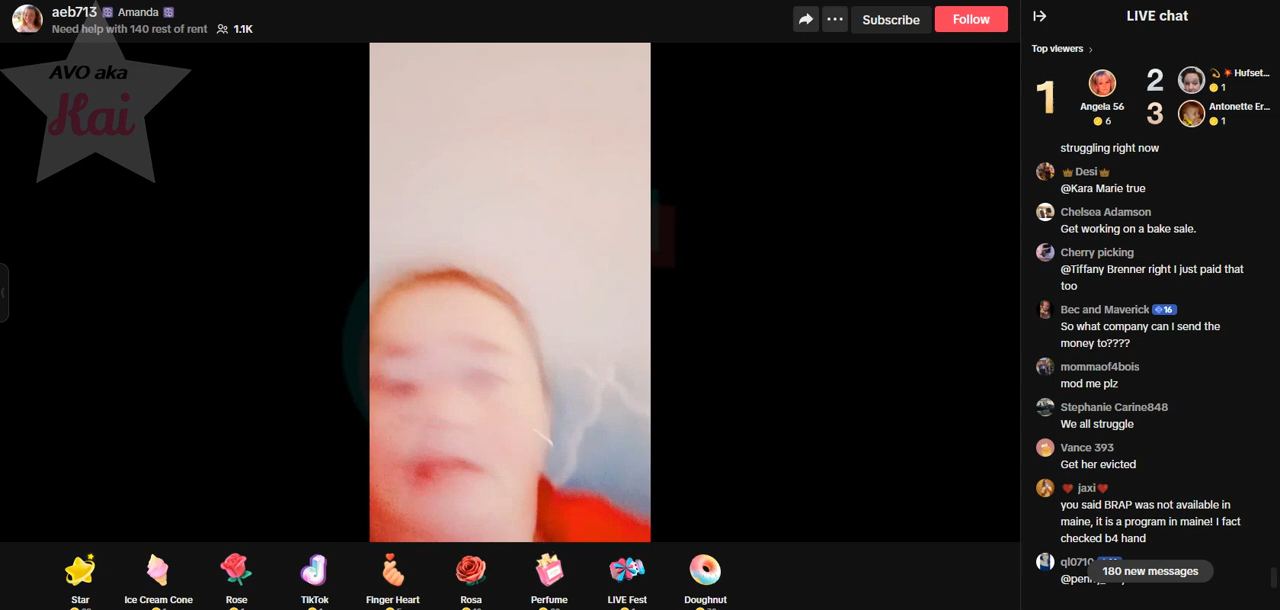 aeb713 Amanda
Need help with 140 rest of rent 1.1K
Subscribe
Follow
AVO aka
Kai
LIVE chat
Top viewers
1
Angela 56
6
2
Hufset...
1
3
Antonette Er...
1
struggling right now
Desi
@Kara Marie true
Chelsea Adamson
Get working on a bake sale.
Cherry picking
@Tiffany Brenner right I just paid that
too
Bec and Maverick 16
So what company can I send the
money to????
mommaof4bois
mod me plz
Stephanie Carine848
We all struggle
Vance 393
Get her evicted
jaxi
you said BRAP was not available in
maine, it is a program in maine! I fact
checked b4 hand
ql0710
180 new messages
Star
Ice Cream Cone
Rose
TikTok
Finger Heart
Rosa
Perfume
LIVE Fest
Doughnut